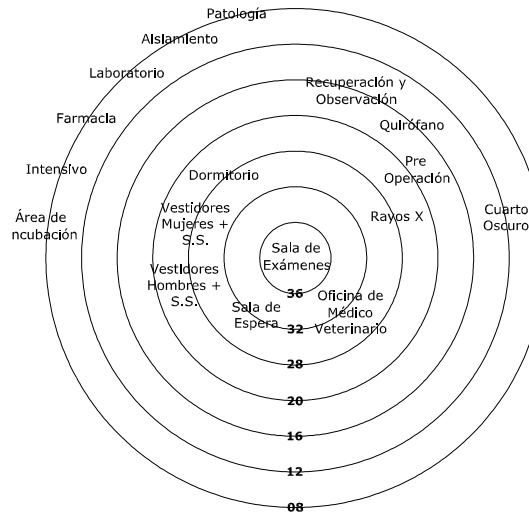 Patología
Aislamiento
Laboratorio
Recuperación y
Observación
Farmacia
Quirófano
Pre
Operación
Intensivo
Dormitorio
Área de
ncubación
Vestidores
Mujeres +
S.S.
Rayos X
Cuarto
Oscuro
Sala de
Exámenes
Vestidores
Hombres +
S.S.
36
Sala de
Espera
Oficina de
Médico
Veterinario
32
28
20
16
12
08